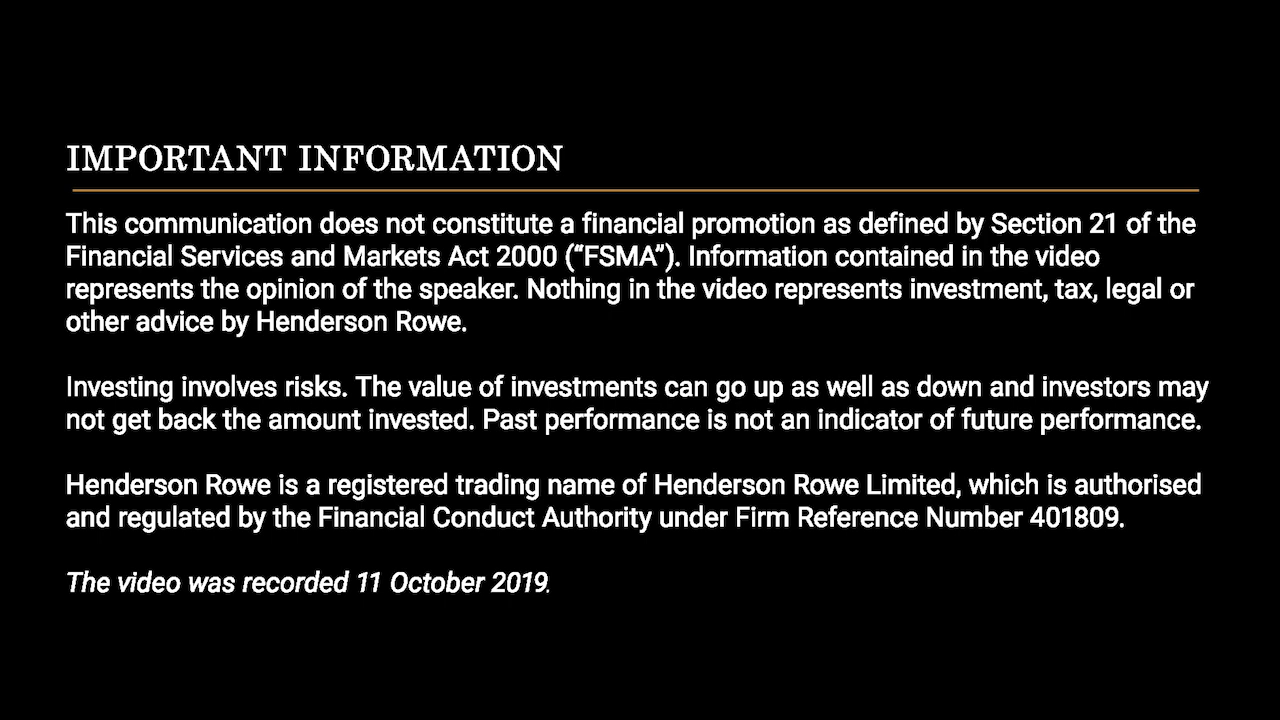 IMPORTANT INFORMATION
This communication does not constitute a financial promotion as defined by Section 21 of the
Financial Services and Markets Act 2000 (“FSMA”). Information contained in the video
represents the opinion of the speaker. Nothing in the video represents investment, tax, legal or
other advice by Henderson Rowe.
Investing involves risks. The value of investments can go up as well as down and investors may
not get back the amount invested. Past performance is not an indicator of future performance.
Henderson Rowe is a registered trading name of Henderson Rowe Limited, which is authorised
and regulated by the Financial Conduct Authority under Firm Reference Number 401809.
The video was recorded 11 October 2019.